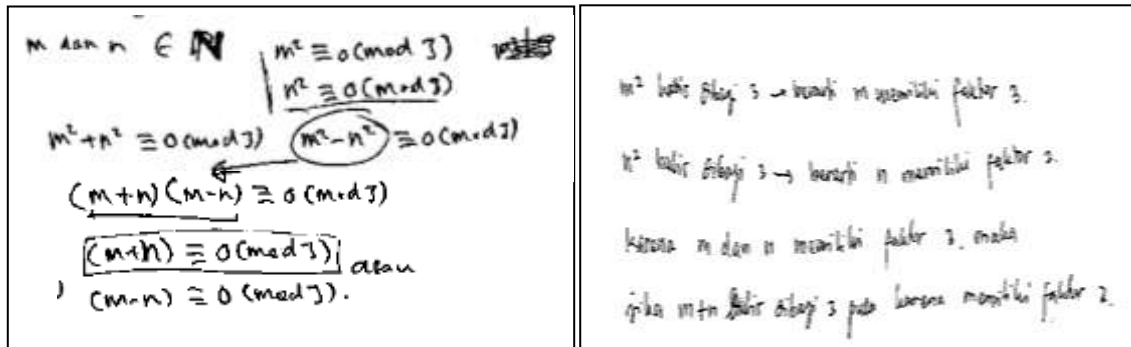 m dan n ∈ N
m² ≡ 0 (mod 3)
n² ≡ 0 (mod 3)
m² + n² ≡ 0 (mod 3)
m² - n² ≡ 0 (mod 3)
(m+n) (m-n) ≡ 0 (mod 3)
(m+n) ≡ 0 (mod 3) atau
(m-n) ≡ 0 (mod 3).
m² habis dibagi 3 → berarti m memiliki faktor 3.
n² habis dibagi 3 → berarti n memiliki faktor 3.
karena m dan n memiliki faktor 3, maka
jika m+n habis dibagi 3 pula karena memiliki faktor 3.